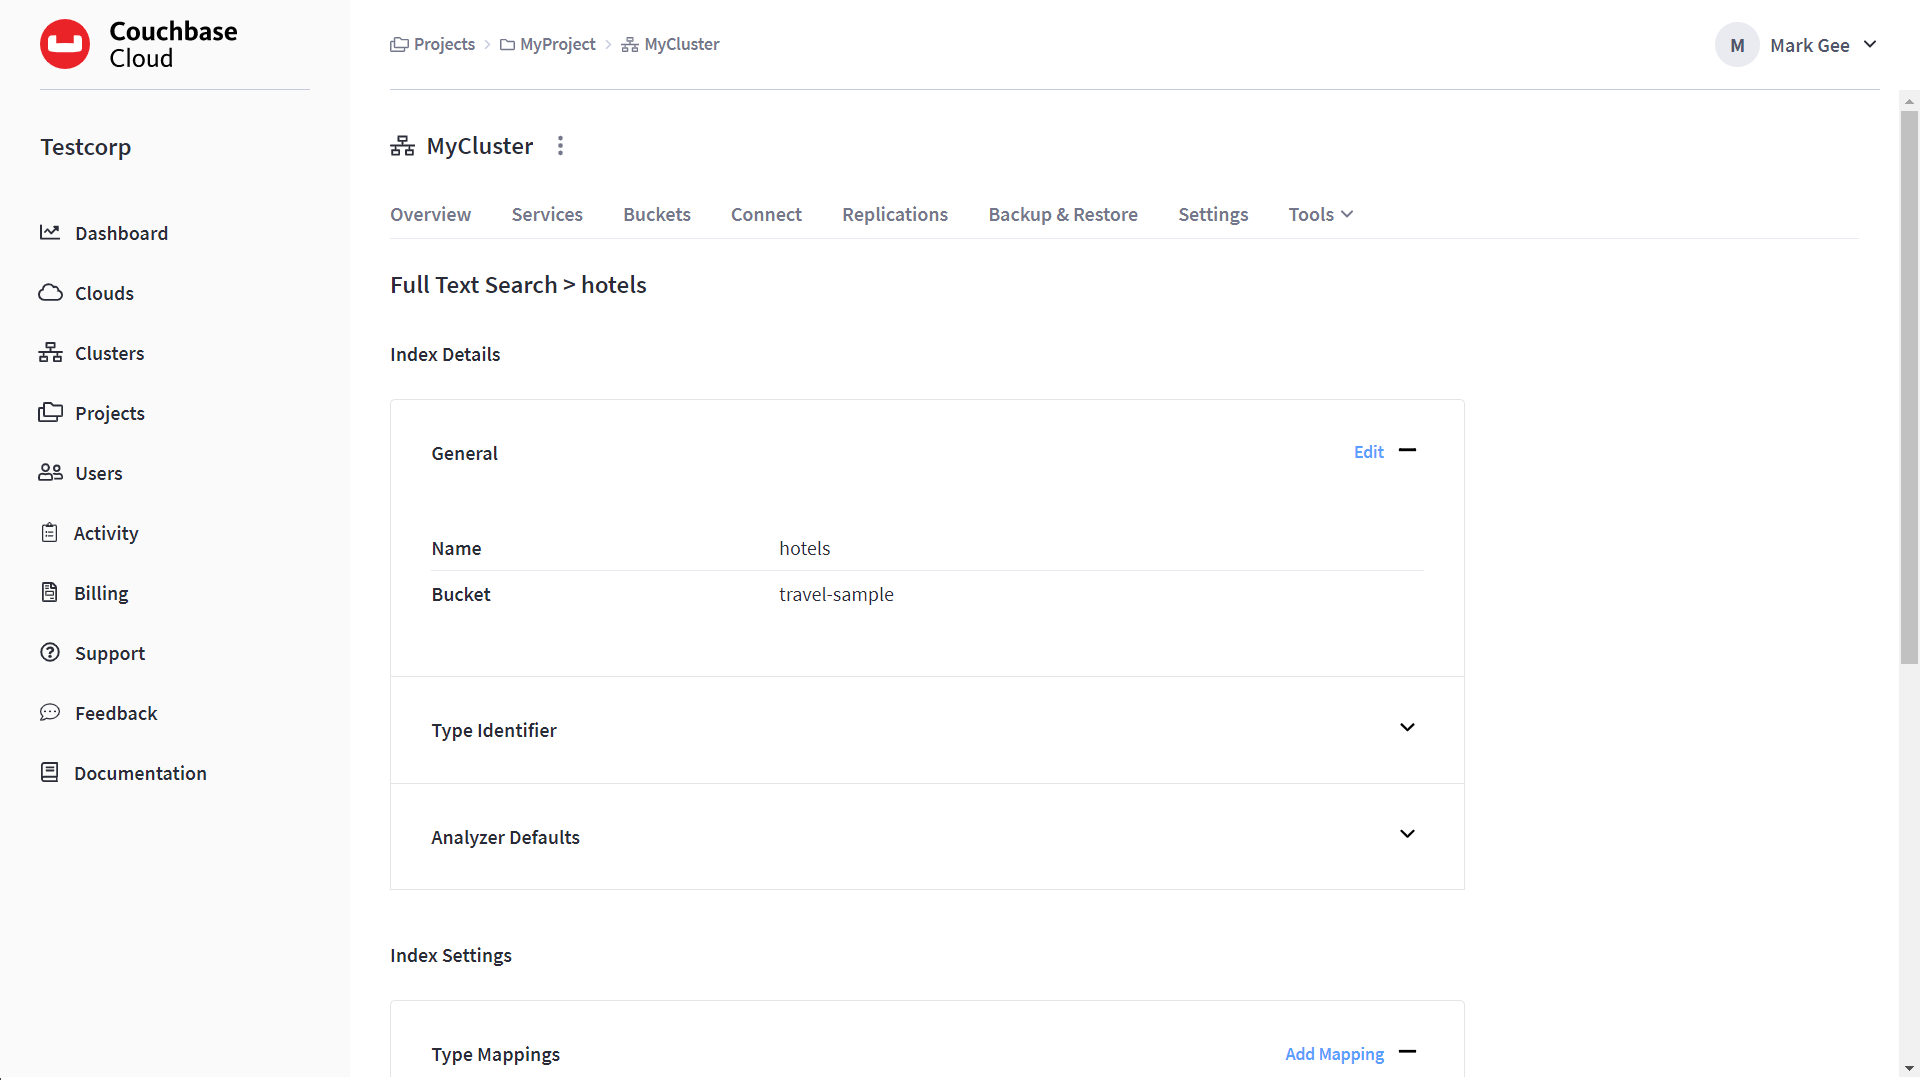 Couchbase
Cloud
Projects
MyProject
MyCluster
M
Mark Gee
Testcorp
Dashboard
Clouds
Clusters
Projects
Users
Activity
Billing
Support
Feedback
Documentation
MyCluster
Overview
Services
Buckets
Connect
Replications
Backup & Restore
Settings
Tools
Full Text Search > hotels
Index Details
General
Edit
Name
hotels
Bucket
travel-sample
Type Identifier
Analyzer Defaults
Index Settings
Type Mappings
Add Mapping